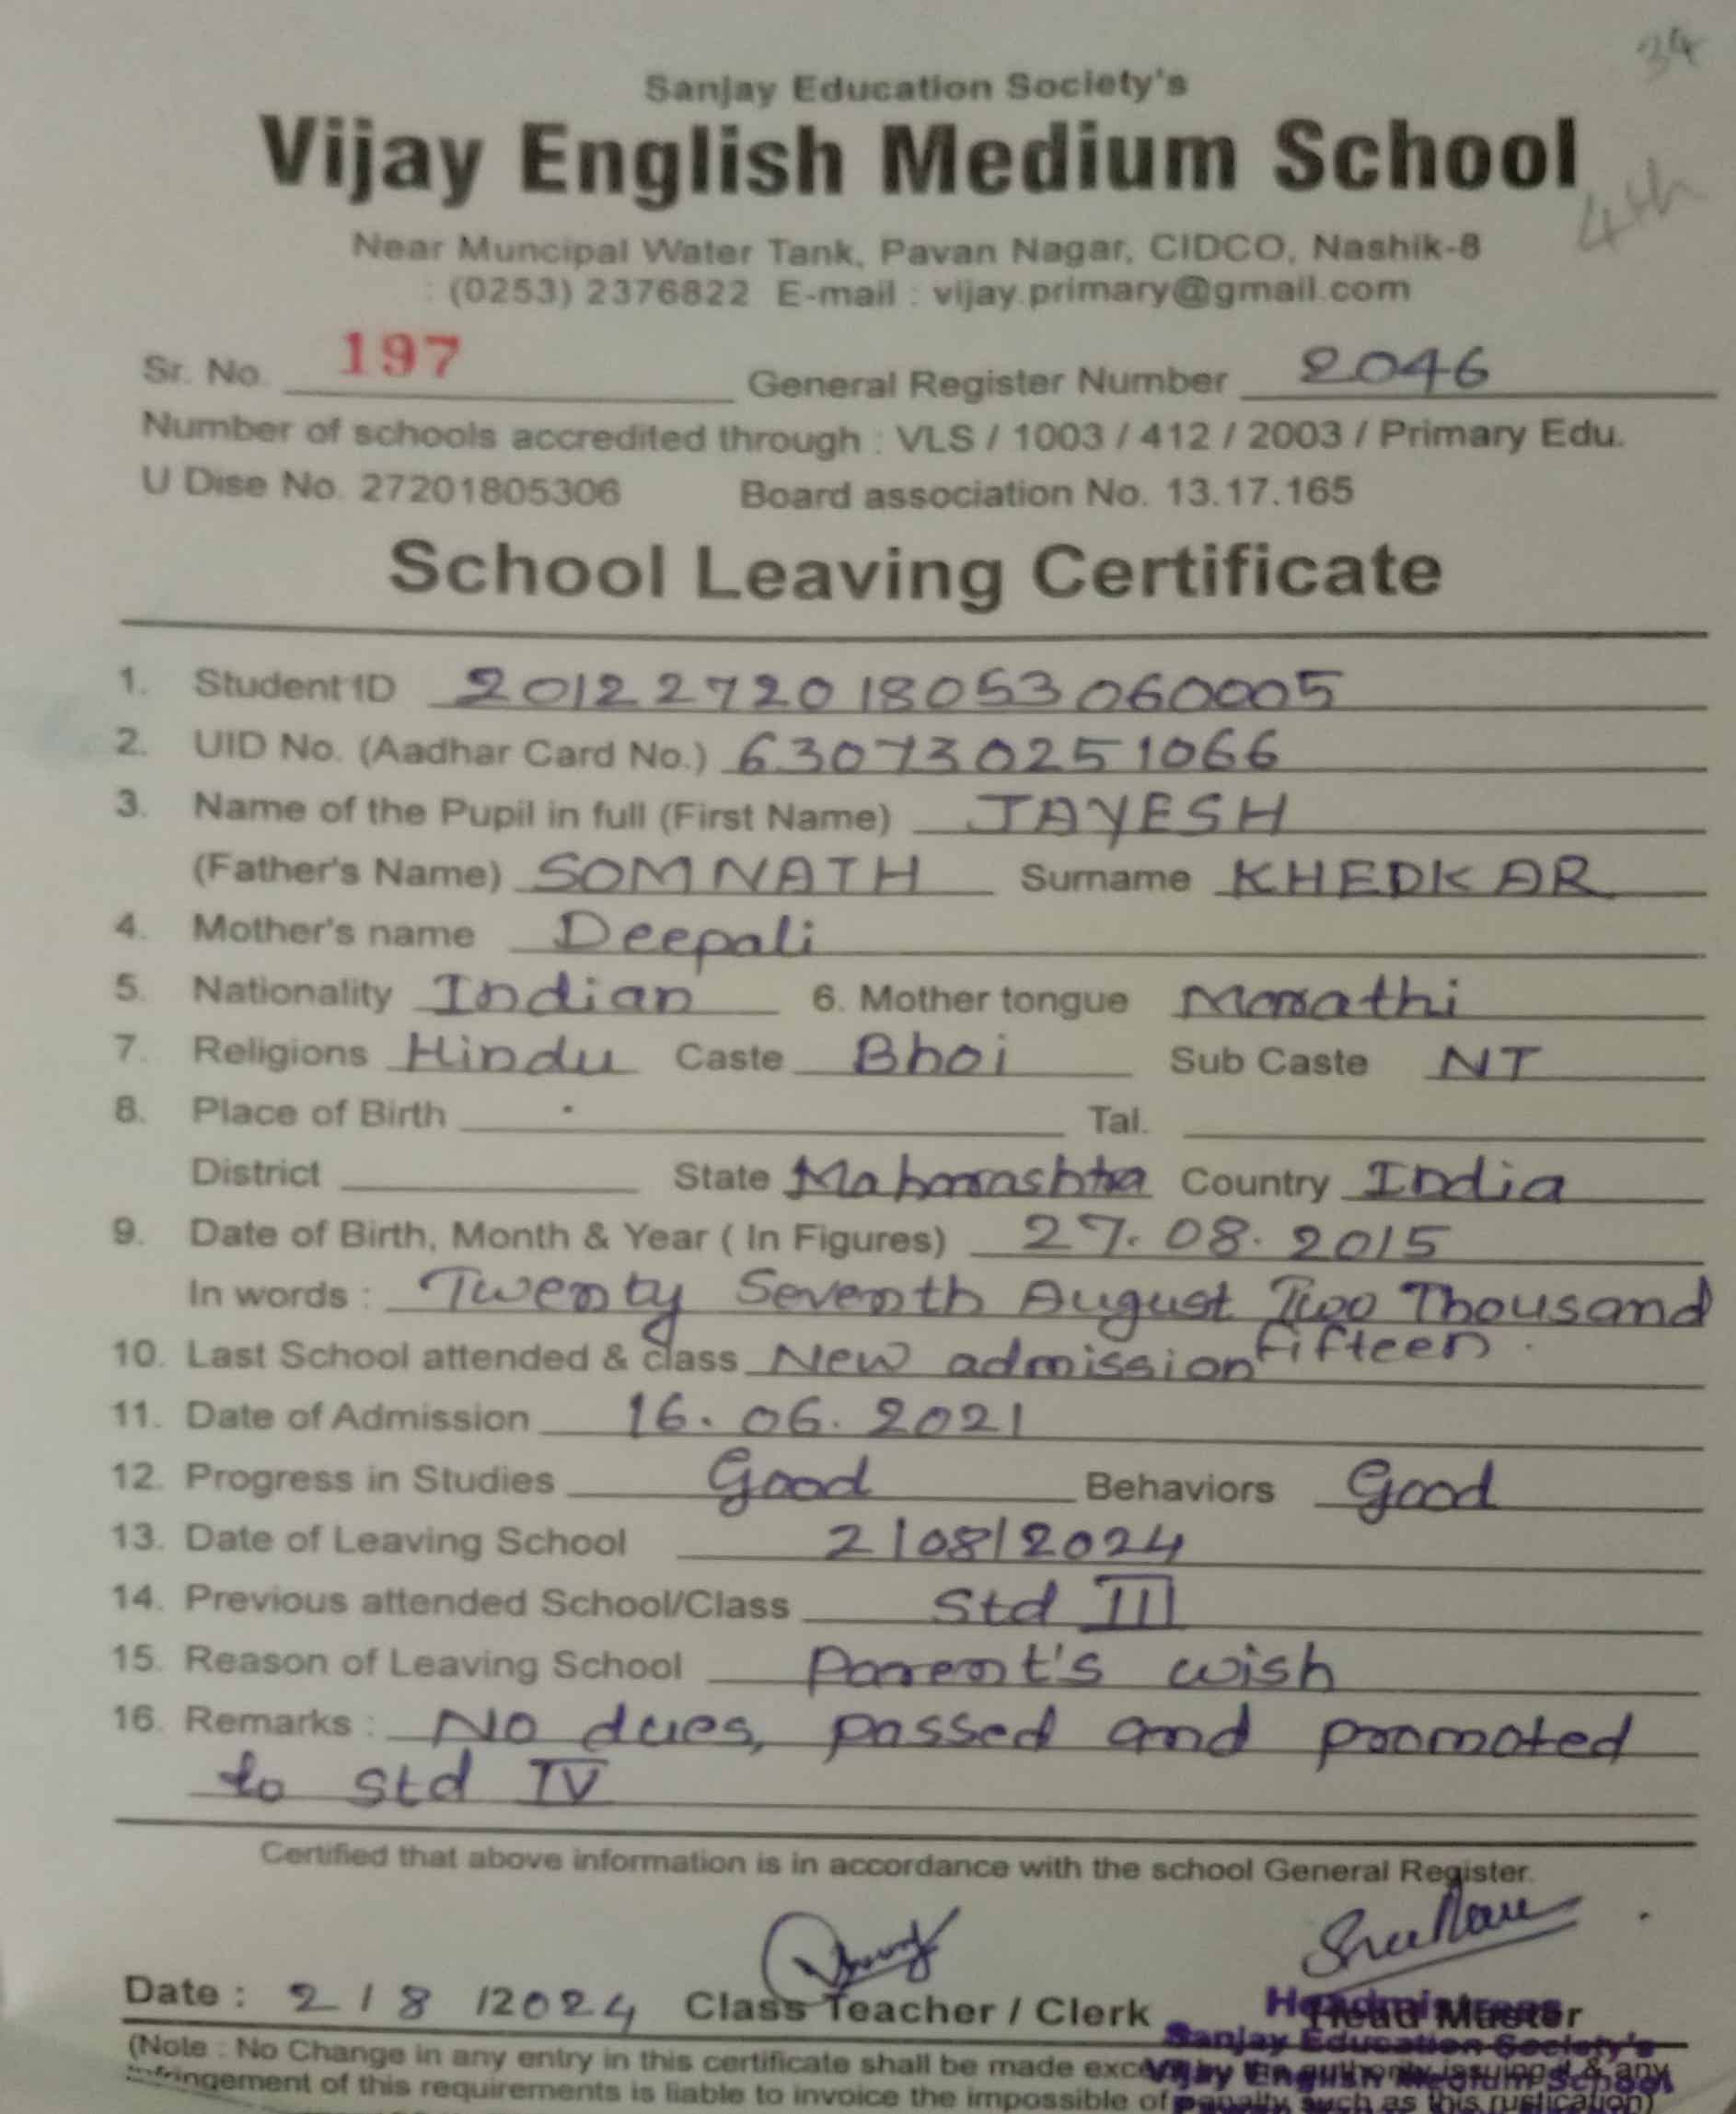 34
Sanjay Education Society's
Vijay English Medium School
4th
Near Muncipal Water Tank, Pavan Nagar, CIDCO, Nashik-8
: (0253) 2376822 E-mail : vijay.primary@gmail.com
Sr. No. 197 General Register Number 2046
Number of schools accredited through : VLS / 1003 / 412 / 2003 / Primary Edu.
U Dise No. 27201805306 Board association No. 13.17.165
School Leaving Certificate
1. Student ID 2012272018053060005
2. UID No. (Aadhar Card No.) 630730251066
3. Name of the Pupil in full (First Name) JAYESH
(Father's Name) SOMNATH Surname KHEDKAR
4. Mother's name Deepali
5. Nationality Indian 6. Mother tongue Marathi
7. Religions Hindu Caste Bhoi Sub Caste NT
8. Place of Birth Tal.
District State Maharashtra Country India
9. Date of Birth, Month & Year ( In Figures) 27.08.2015
In words : Twenty Seventh August Two Thousand
fifteen.
10. Last School attended & class New admission
11. Date of Admission 16.06.2021
12. Progress in Studies Good Behaviors Good
13. Date of Leaving School 2/08/2024
14. Previous attended School/Class Std III
15. Reason of Leaving School Parent's wish
16. Remarks : No dues, passed and promoted
to Std IV
Certified that above information is in accordance with the school General Register.
Date : 2/8/2024 Class Teacher / Clerk Head Master
Headmistress
Sanjay Education Society's
Vijay English Medium School
(Note : No Change in any entry in this certificate shall be made except by the authority issuing it & any
infringement of this requirements is liable to invoice the impossible of penalty such as this rustication)